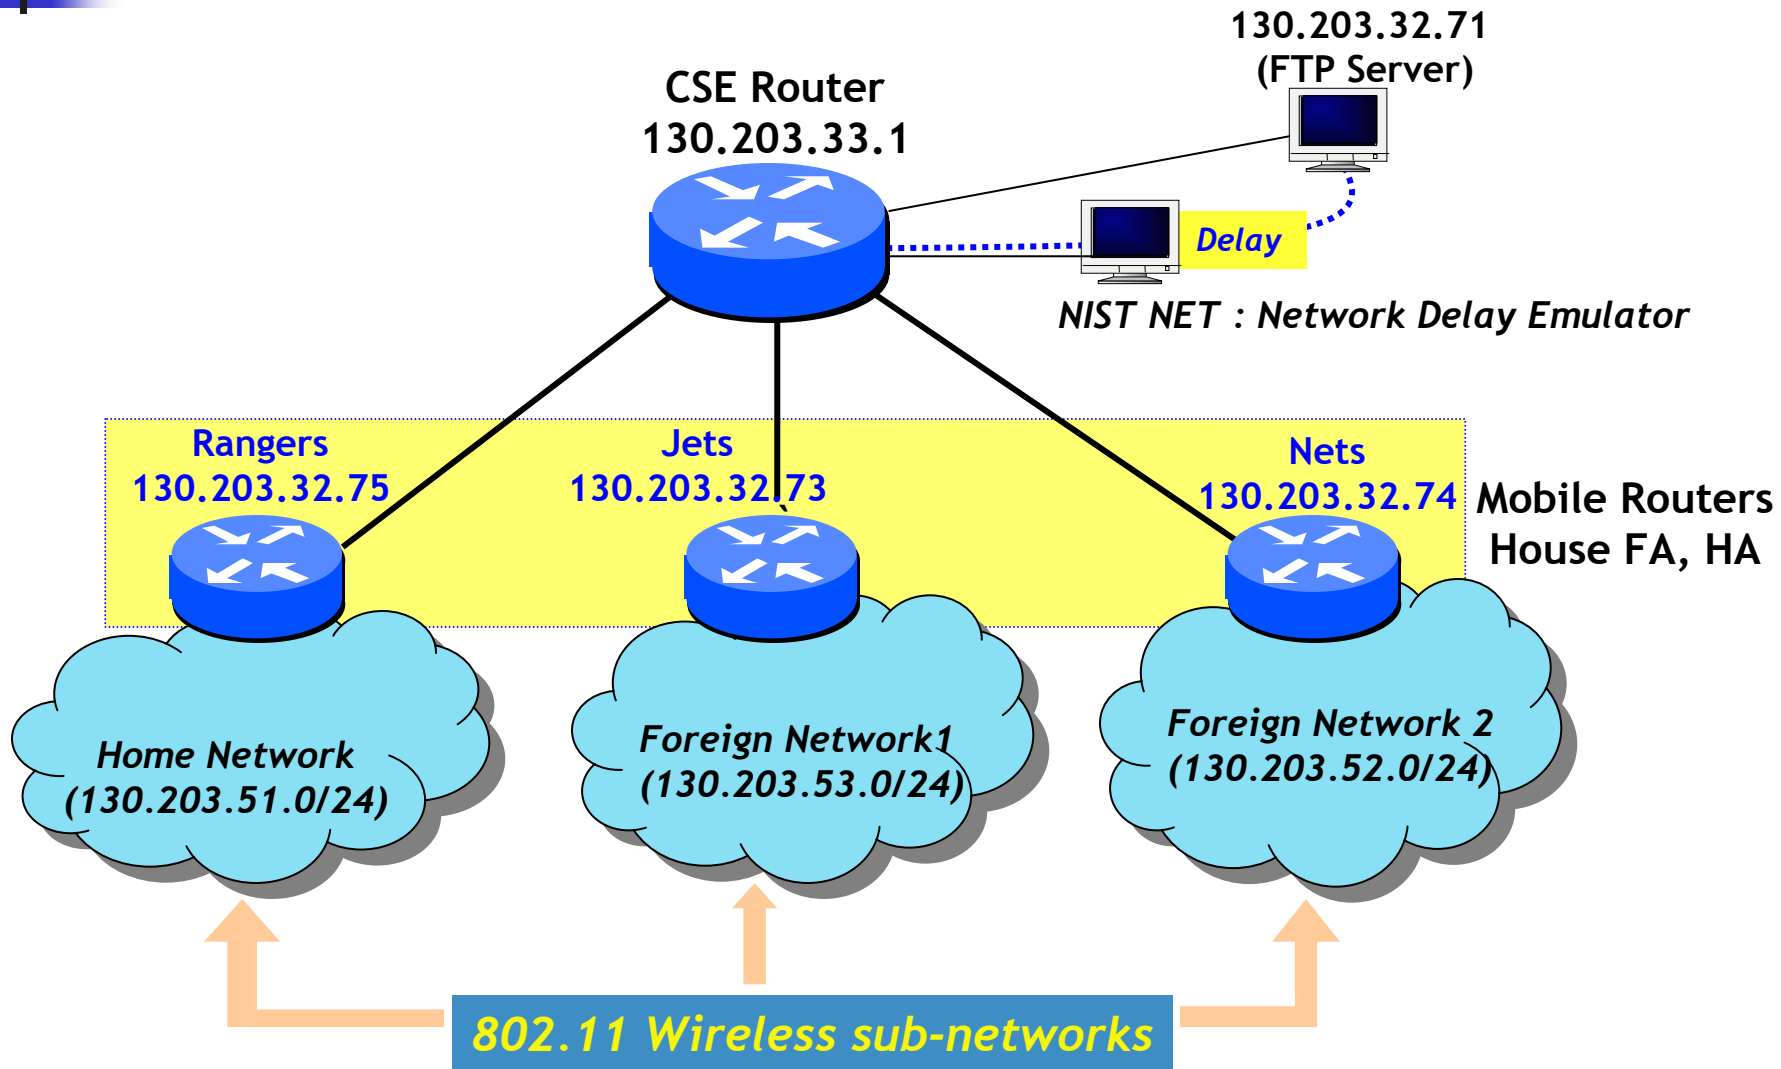 130.203.32.71
(FTP Server)
CSE Router
130.203.33.1
Delay
NIST NET : Network Delay Emulator
Rangers
130.203.32.75
Jets
130.203.32.73
Nets
130.203.32.74
Mobile Routers
House FA, HA
Home Network
(130.203.51.0/24)
Foreign Network1
(130.203.53.0/24)
Foreign Network 2
(130.203.52.0/24)
802.11 Wireless sub-networks